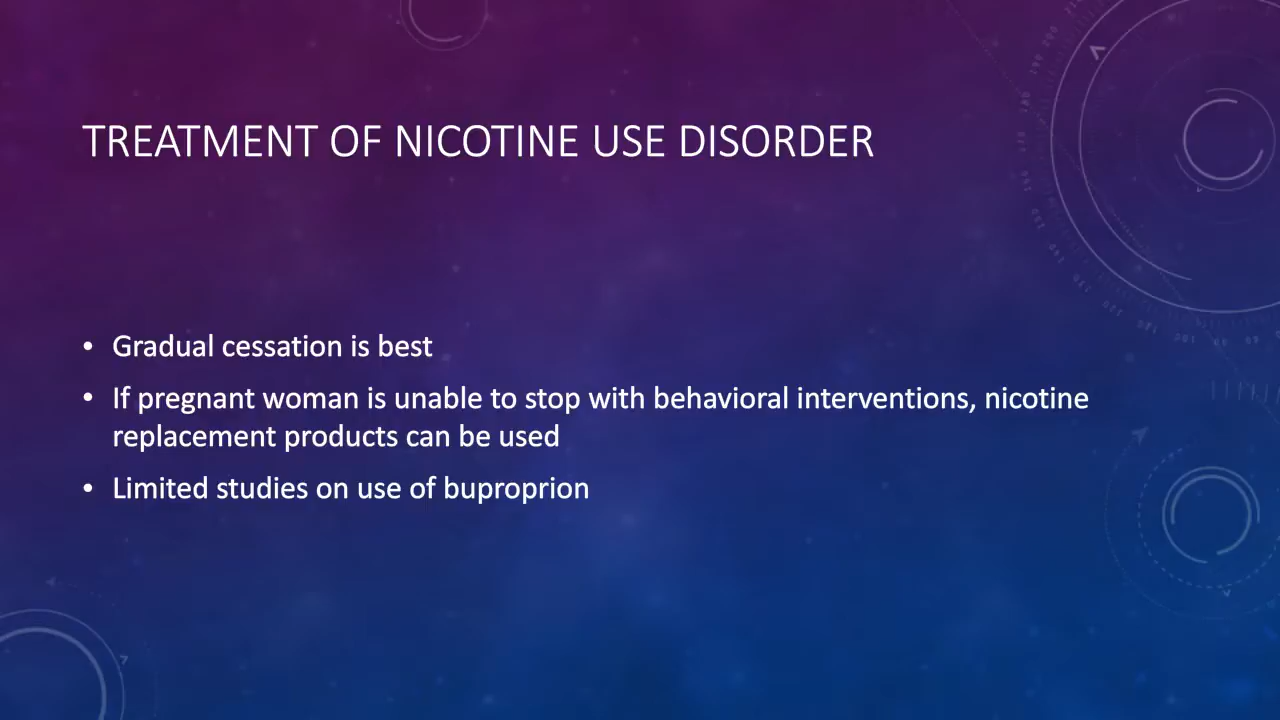 TREATMENT OF NICOTINE USE DISORDER
• Gradual cessation is best
• If pregnant woman is unable to stop with behavioral interventions, nicotine
replacement products can be used
• Limited studies on use of buproprion